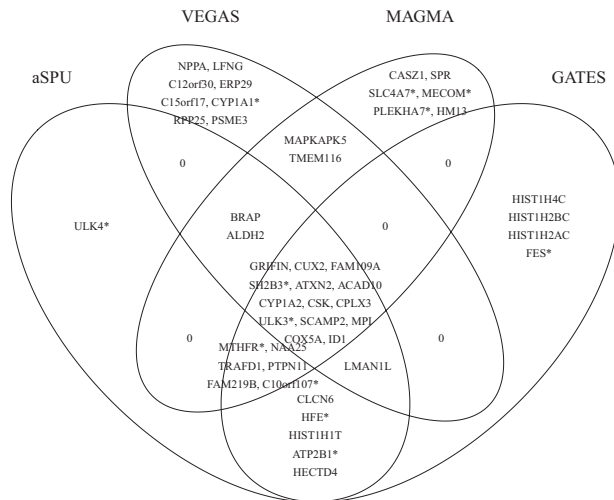 VEGAS MAGMA
aSPU GATES
NPPA, LFNG
C12orf30, ERP29
C15orf17, CYP1A1*
RPP25, PSME3
CASZ1, SPR
SLC4A7*, MECOM*
PLEKHA7*, HM13
MAPKAPK5
TMEM116
0
0
HIST1H4C
HIST1H2BC
HIST1H2AC
FES*
ULK4*
BRAP
ALDH2
0
GRIFIN, CUX2, FAM109A
SH2B3*, ATXN2, ACAD10
CYP1A2, CSK, CPLX3
ULK3*, SCAMP2, MPI
COX5A, ID1
0
0
MTHFR*, NAA25
TRAFD1, PTPN11
FAM219B, C10orf107*
LMAN1L
CLCN6
HFE*
HIST1H1T
ATP2B1*
HECTD4